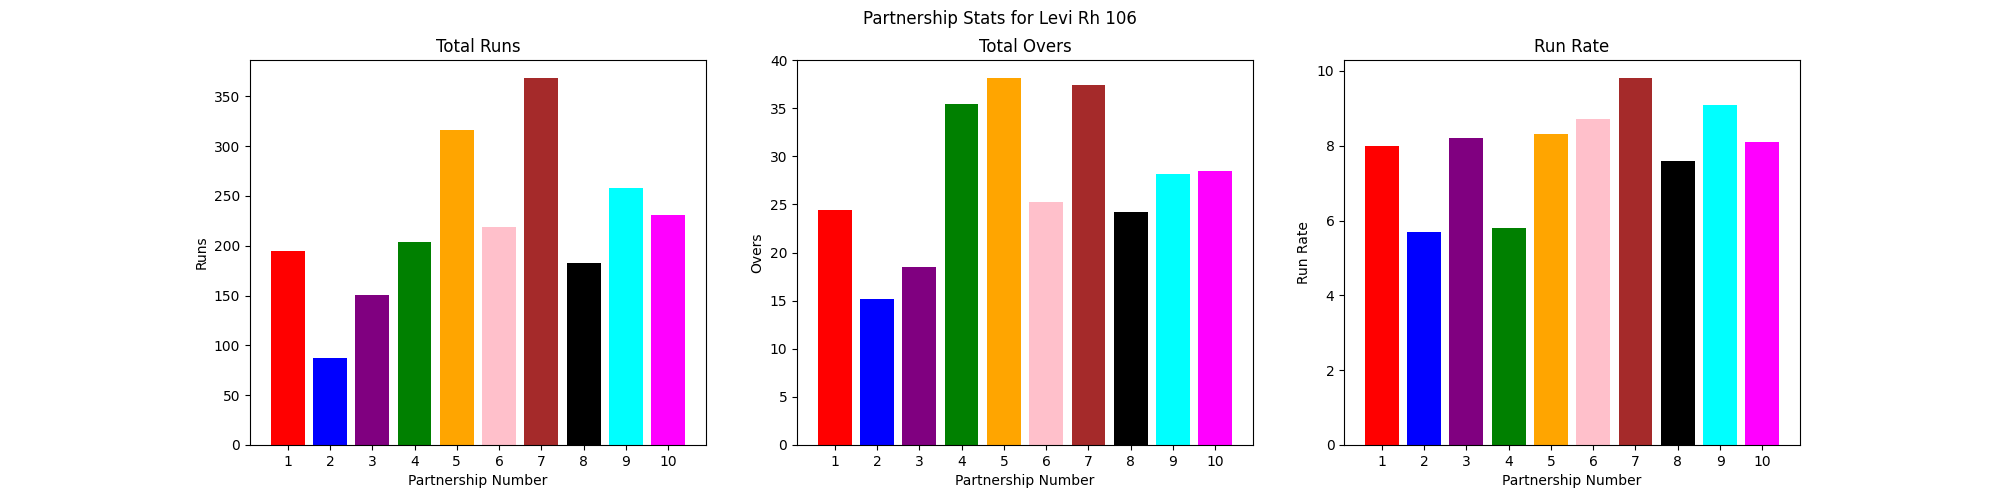 Partnership Stats for Levi Rh 106
Total Runs
350
300
250
200
150
100
50
0
Runs
1 2 3 4 5 6 7 8 9 10
Partnership Number
Total Overs
40
35
30
25
20
15
10
5
0
Overs
1 2 3 4 5 6 7 8 9 10
Partnership Number
Run Rate
10
8
6
4
2
0
Run Rate
1 2 3 4 5 6 7 8 9 10
Partnership Number